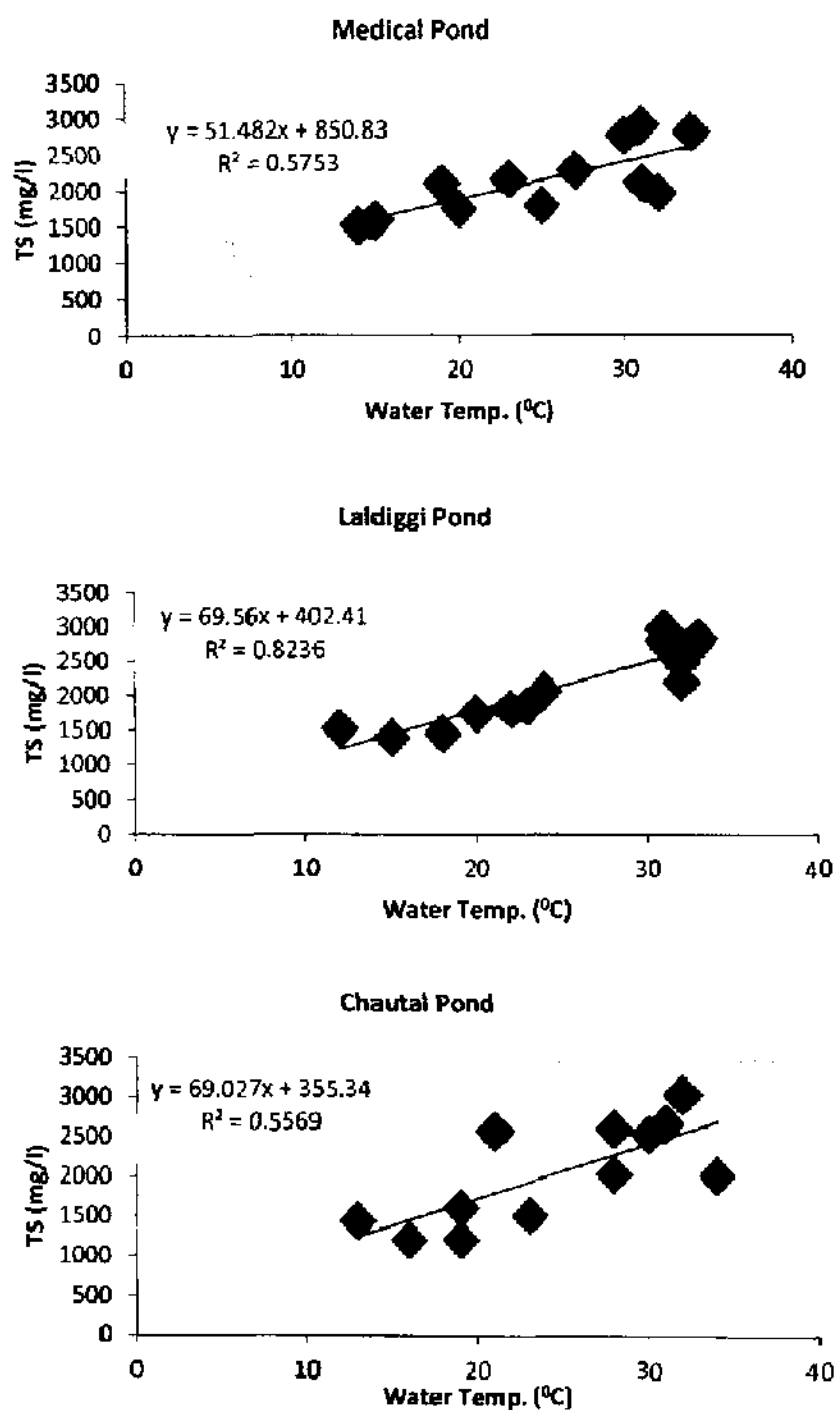 Medical Pond
3500
3000
2500
2000
1500
1000
500
0
TS (mg/l)
y = 51.482x + 850.83
R² = 0.5753
0 10 20 30 40
Water Temp. (⁰C)
Laldiggi Pond
3500
3000
2500
2000
1500
1000
500
0
TS (mg/l)
y = 69.56x + 402.41
R² = 0.8236
0 10 20 30 40
Water Temp. (⁰C)
Chautal Pond
3500
3000
2500
2000
1500
1000
500
0
TS (mg/l)
y = 69.027x + 355.34
R² = 0.5569
0 10 20 30 40
Water Temp. (⁰C)